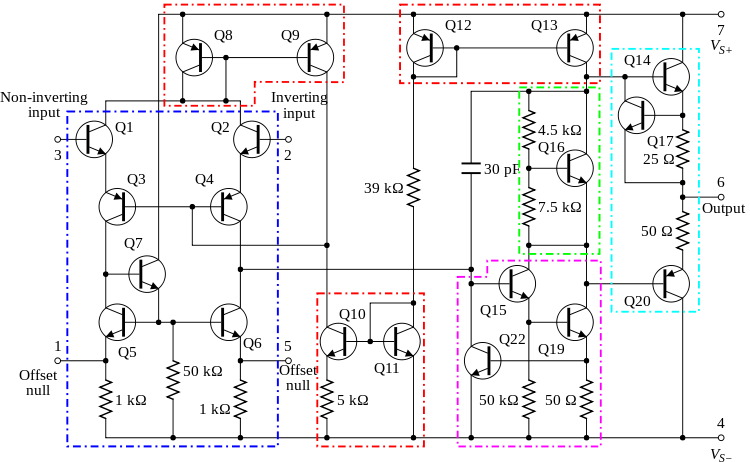 Q8
Q9
Q12
Q13
7
V_S+
Q14
Non-inverting
input
Inverting
input
Q1
Q2
3
2
4.5 kΩ
Q16
Q17
25 Ω
30 pF
Q3
Q4
39 kΩ
7.5 kΩ
6
Output
50 Ω
Q7
Q15
Q20
Q10
Q22
Q19
Q11
1
Q5
Q6
5
Offset
null
50 kΩ
Offset
null
1 kΩ
1 kΩ
5 kΩ
50 kΩ
50 Ω
4
V_S−